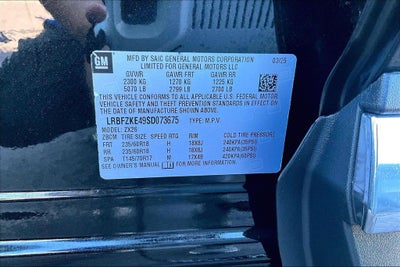 GM
MFD BY SAIC GENERAL MOTORS CORPORATION 03/25
LIMITED FOR GENERAL MOTORS LLC
GVWR GAWR FRT GAWR RR
2300 KG 1270 KG 1225 KG
5070 LB 2799 LB 2700 LB
THIS VEHICLE CONFORMS TO ALL APPLICABLE U.S. FEDERAL MOTOR
VEHICLE SAFETY AND THEFT PREVENTION STANDARDS IN EFFECT ON
THE DATE OF MANUFACTURE SHOWN ABOVE.
LRBFZKE49SD073675 TYPE: M.P.V.
ZBCM MODEL: ZX26
TIRE SIZE SPEED RTG RIM COLD TIRE PRESSURE
FRT 235/60R18 H 18X8J 240KPA(35PSI)
RR 235/60R18 H 18X8J 240KPA(35PSI)
SPA T145/70R17 M 17X4B 420KPA(60PSI)
SEE OWNER'S MANUAL FOR MORE INFORMATION.